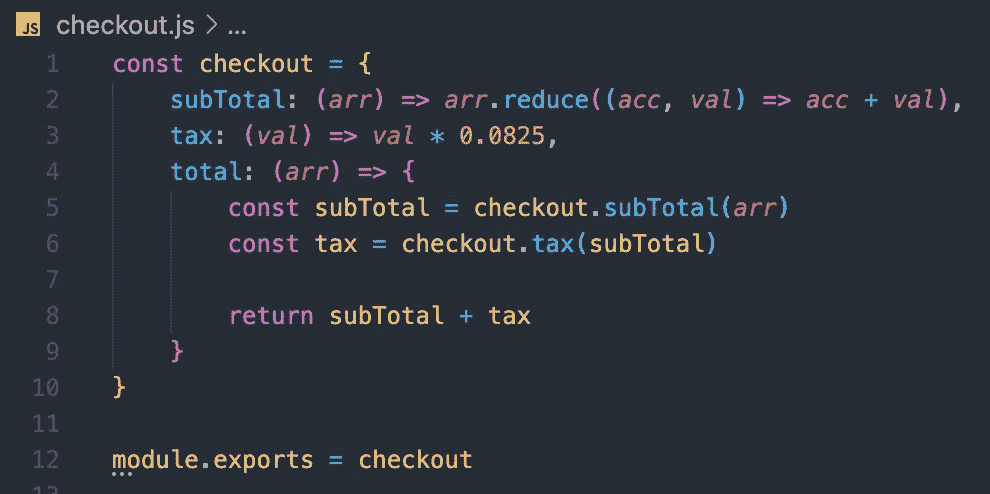 JS checkout.js > ...
1 const checkout = {
2     subTotal: (arr) => arr.reduce((acc, val) => acc + val),
3     tax: (val) => val * 0.0825,
4     total: (arr) => {
5         const subTotal = checkout.subTotal(arr)
6         const tax = checkout.tax(subTotal)
7
8         return subTotal + tax
9     }
10 }
11
12 module.exports = checkout
13